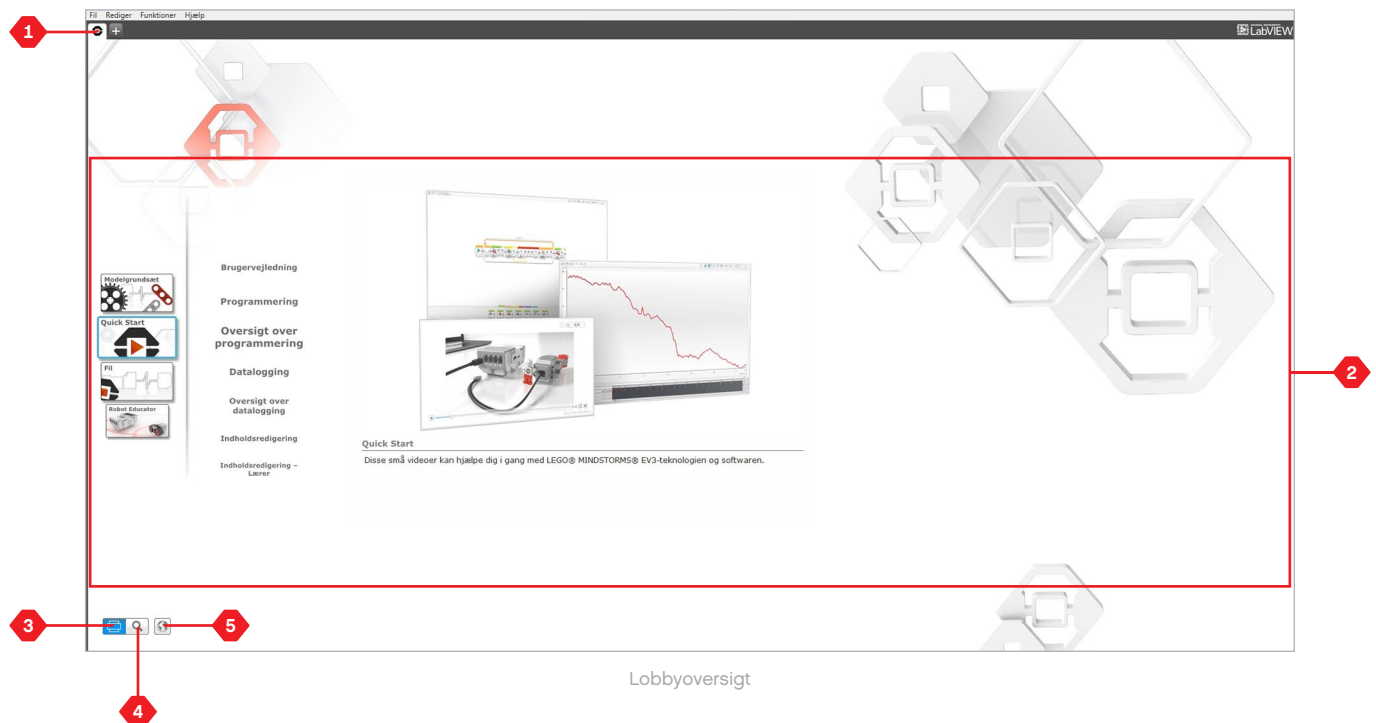 Fil Rediger Funktioner Hjælp
1
LabVIEW
Modelgrundsæt
Quick Start
Fil
Robot Educator
Brugervejledning
Programmering
Oversigt over
programmering
Datalogging
Oversigt over
datalogging
Indholdsredigering
Indholdsredigering –
Lærer
Quick Start
Disse små videoer kan hjælpe dig i gang med LEGO® MINDSTORMS® EV3-teknologien og softwaren.
2
3
5
4
Lobbyoversigt